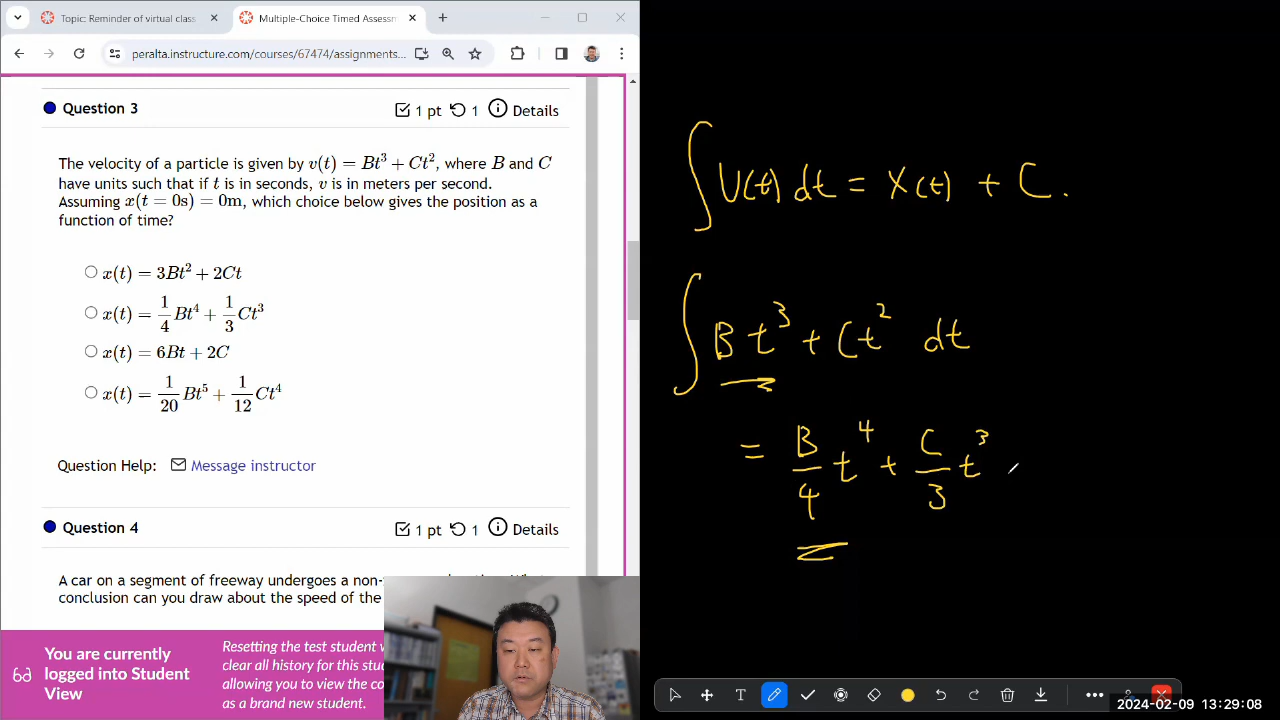 Topic: Reminder of virtual class
Multiple-Choice Timed Assessm
peralta.instructure.com/courses/67474/assignments...
Question 3
1 pt 1 Details
The velocity of a particle is given by v(t) = Bt³ + Ct², where B and C
have units such that if t is in seconds, v is in meters per second.
Assuming x(t = 0s) = 0m, which choice below gives the position as a
function of time?
x(t) = 3Bt² + 2Ct
x(t) = 1/4 Bt⁴ + 1/3 Ct³
x(t) = 6Bt + 2C
x(t) = 1/20 Bt⁵ + 1/12 Ct⁴
Question Help: Message instructor
Question 4
1 pt 1 Details
A car on a segment of freeway undergoes a non-
conclusion can you draw about the speed of the
You are currently
logged into Student
View
Resetting the test student
clear all history for this stu
allowing you to view the co
as a brand new student.
∫ v(t) dt = x(t) + C.
∫ Bt³ + Ct² dt
= B/4 t⁴ + C/3 t³
T
2024-02-09 13:29:08